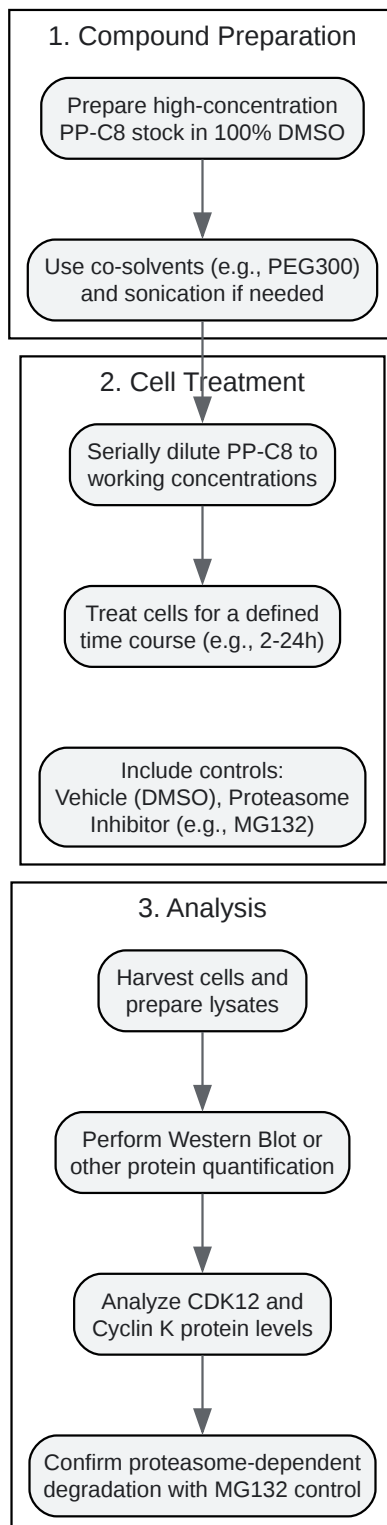 1. Compound Preparation
Prepare high-concentration
PP-C8 stock in 100% DMSO
Use co-solvents (e.g., PEG300)
and sonication if needed
2. Cell Treatment
Serially dilute PP-C8 to
working concentrations
Treat cells for a defined
time course (e.g., 2-24h)
Include controls:
Vehicle (DMSO), Proteasome
Inhibitor (e.g., MG132)
3. Analysis
Harvest cells and
prepare lysates
Perform Western Blot or
other protein quantification
Analyze CDK12 and
Cyclin K protein levels
Confirm proteasome-dependent
degradation with MG132 control